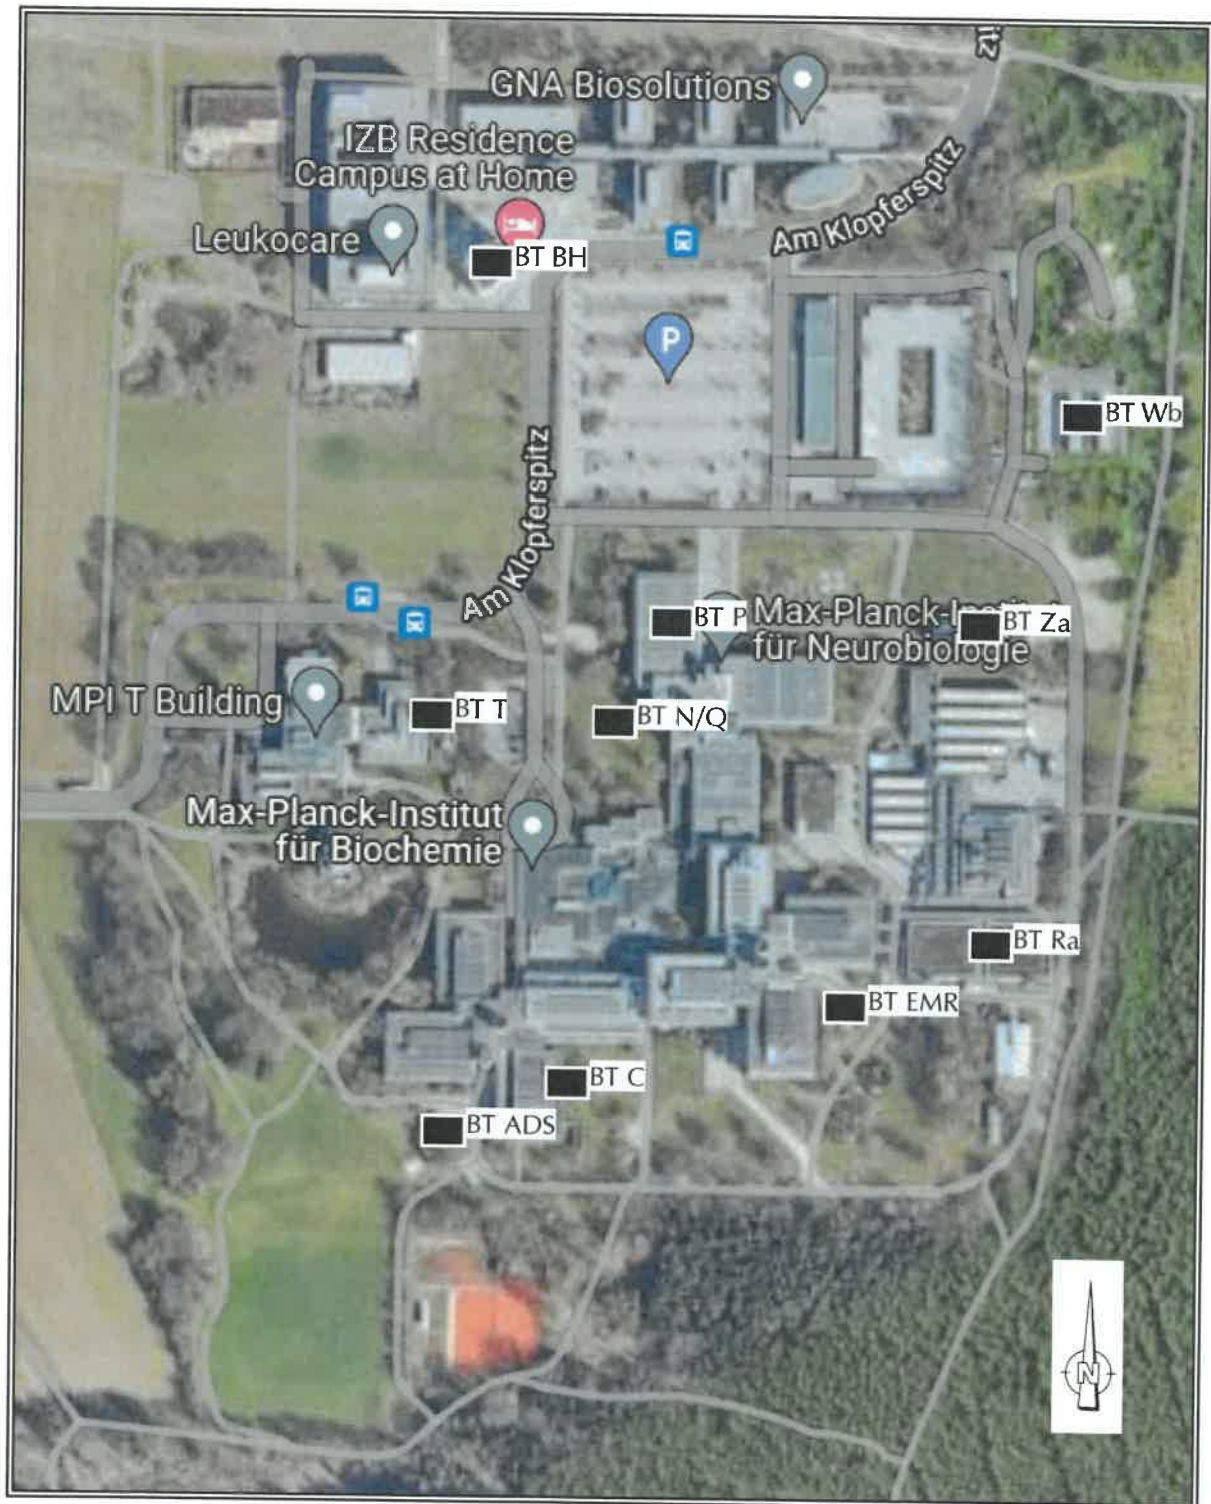 itz
GNA Biosolutions
IZB Residence
Campus at Home
Am Klopferspitz
Leukocare
BT BH
P
BT Wb
Am Klopferspitz
BT P
Max-Planck-Instit
für Neurobiologie
BT Za
MPI T Building
BT T
BT N/Q
Max-Planck-Institut
für Biochemie
BT Ra
BT EMR
BT C
BT ADS
N